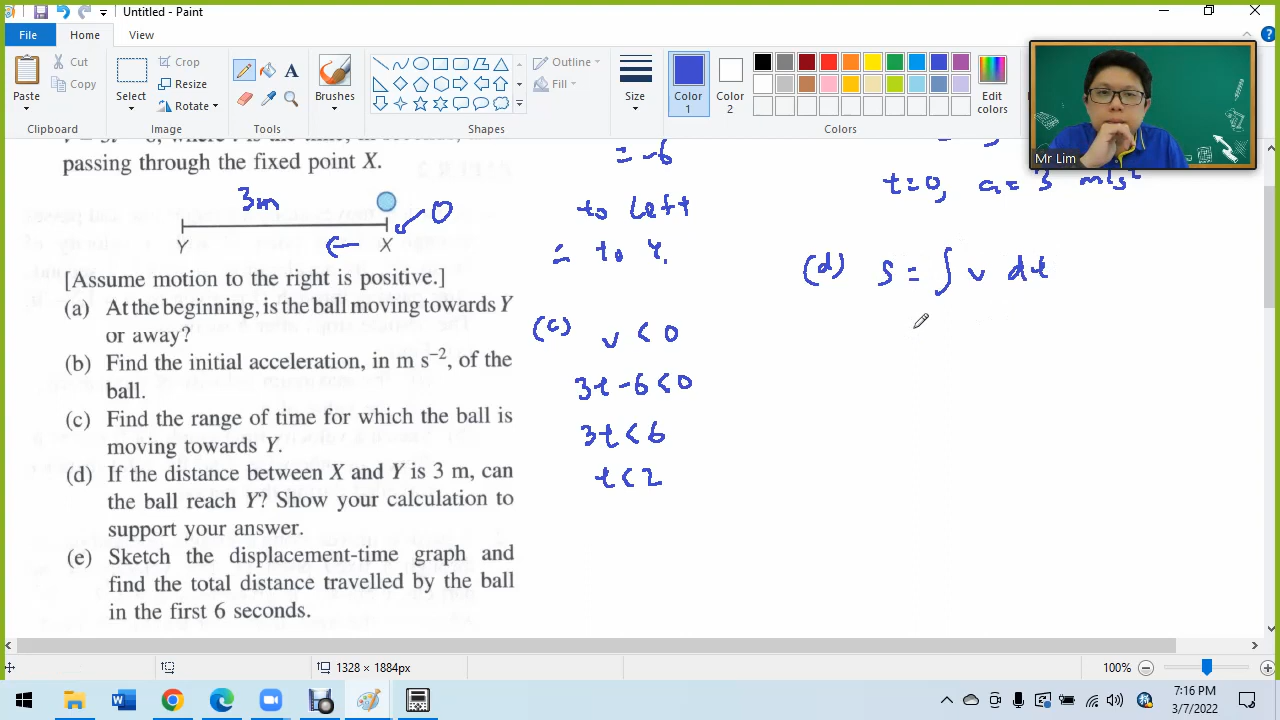 Untitled - Paint
File Home View
Paste Cut Copy Clipboard
Select Crop Resize Rotate Image
Tools
Brushes
Shapes
Outline Fill
Size
Color 1 Color 2
Colors
Edit colors
Mr Lim
passing through the fixed point X.
3m
O
Y X
[Assume motion to the right is positive.]
(a) At the beginning, is the ball moving towards Y
or away?
(b) Find the initial acceleration, in m s⁻², of the
ball.
(c) Find the range of time for which the ball is
moving towards Y.
(d) If the distance between X and Y is 3 m, can
the ball reach Y? Show your calculation to
support your answer.
(e) Sketch the displacement-time graph and
find the total distance travelled by the ball
in the first 6 seconds.
= -6
to left
∴ to Y.
(c) v < 0
3t - 6 < 0
3t < 6
t < 2
t = 0, a = 3 m/s²
(d) s = ∫ v dt
1328 × 1884px
100%
7:16 PM
3/7/2022